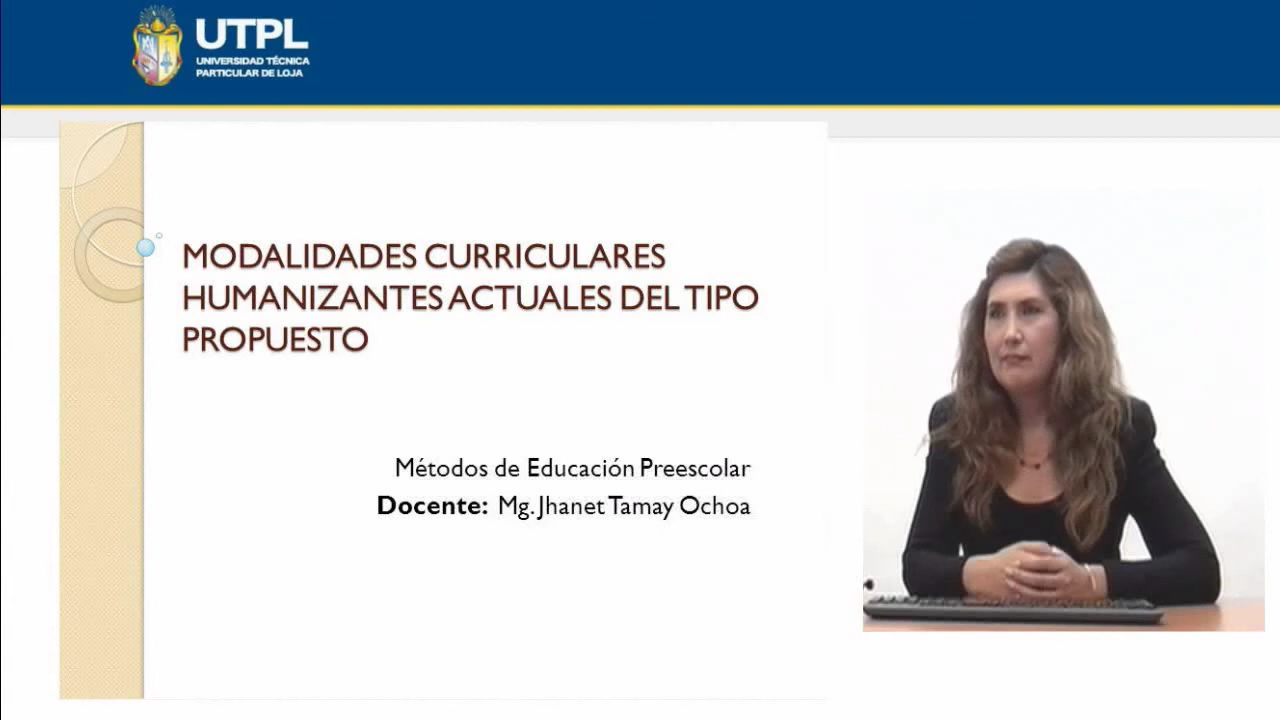 UTPL
UNIVERSIDAD TÉCNICA
PARTICULAR DE LOJA
MODALIDADES CURRICULARES
HUMANIZANTES ACTUALES DEL TIPO
PROPUESTO
Métodos de Educación Preescolar
Docente: Mg. Jhanet Tamay Ochoa